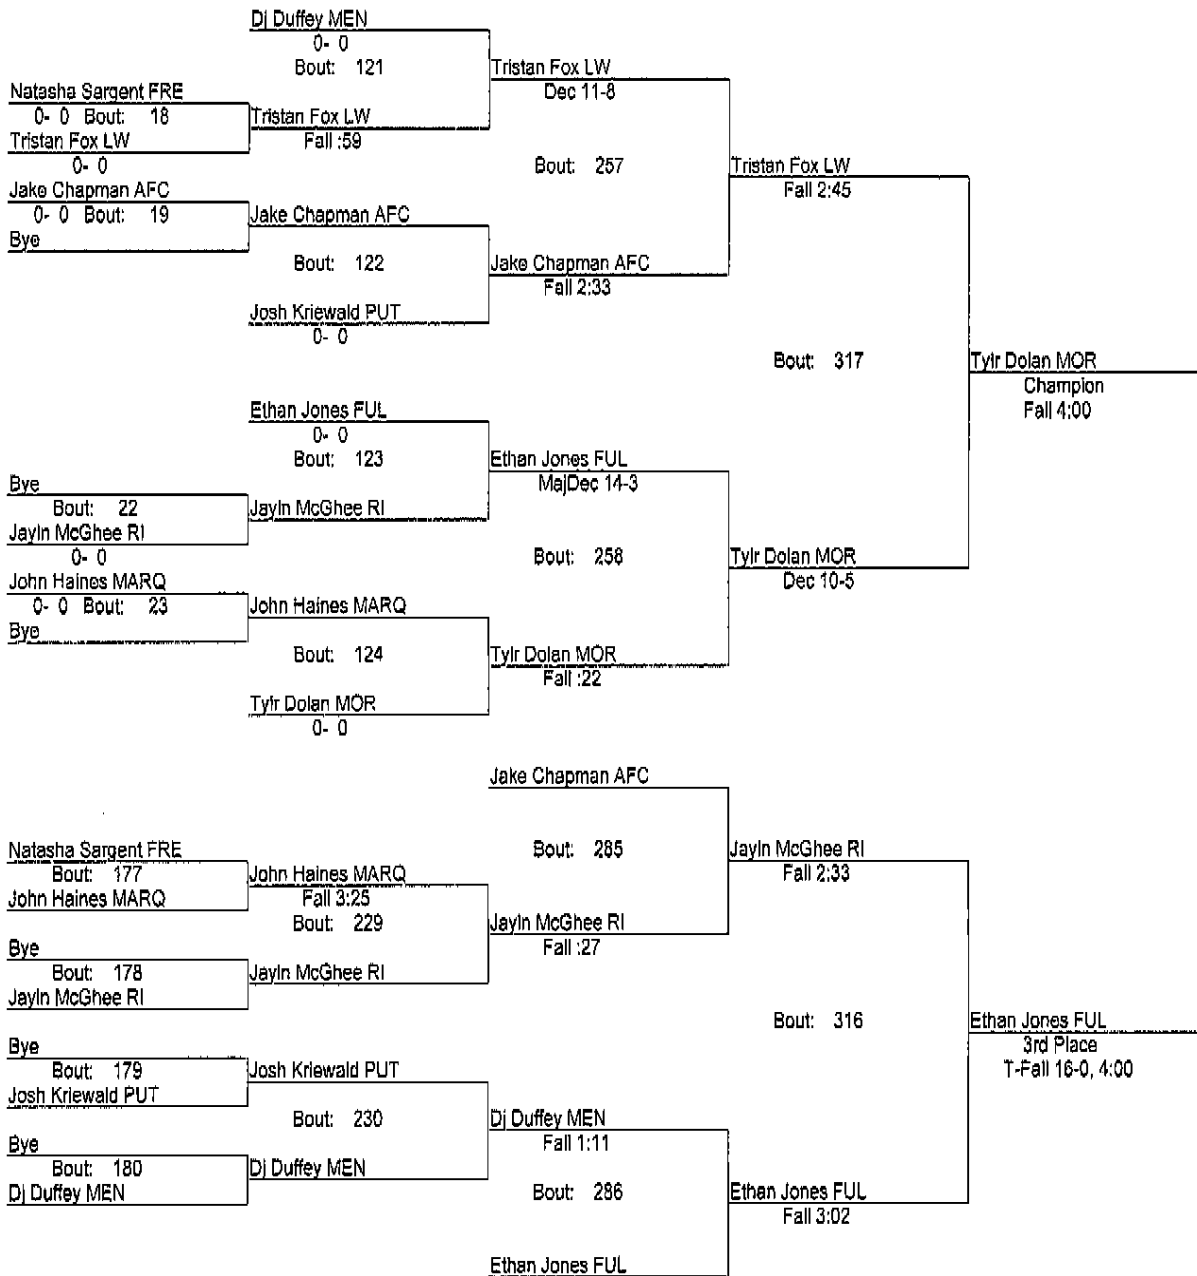 Dj Duffey MEN
0- 0
Bout: 121
Tristan Fox LW
Dec 11-8
Natasha Sargent FRE
0- 0 Bout: 18
Tristan Fox LW
Fall :59
Tristan Fox LW
0- 0
Bout: 257
Tristan Fox LW
Fall 2:45
Jake Chapman AFC
0- 0 Bout: 19
Jake Chapman AFC
Bye
Bout: 122
Jake Chapman AFC
Fall 2:33
Josh Kriewald PUT
0- 0
Bout: 317
Tylr Dolan MOR
Champion
Fall 4:00
Ethan Jones FUL
0- 0
Bout: 123
Ethan Jones FUL
MajDec 14-3
Bye
Bout: 22
Jayln McGhee RI
Jayln McGhee RI
0- 0
Bout: 258
Tylr Dolan MOR
Dec 10-5
John Haines MARQ
0- 0 Bout: 23
John Haines MARQ
Bye
Bout: 124
Tylr Dolan MOR
Fall :22
Tylr Dolan MOR
0- 0
Jake Chapman AFC
Natasha Sargent FRE
Bout: 177
John Haines MARQ
John Haines MARQ
Fall 3:25
Bout: 285
Jayln McGhee RI
Fall 2:33
Bout: 229
Jayln McGhee RI
Fall :27
Bye
Bout: 178
Jayln McGhee RI
Jayln McGhee RI
Bout: 316
Ethan Jones FUL
3rd Place
T-Fall 16-0, 4:00
Bye
Bout: 179
Josh Kriewald PUT
Josh Kriewald PUT
Bout: 230
Dj Duffey MEN
Fall 1:11
Bye
Bout: 180
Dj Duffey MEN
Dj Duffey MEN
Bout: 286
Ethan Jones FUL
Fall 3:02
Ethan Jones FUL